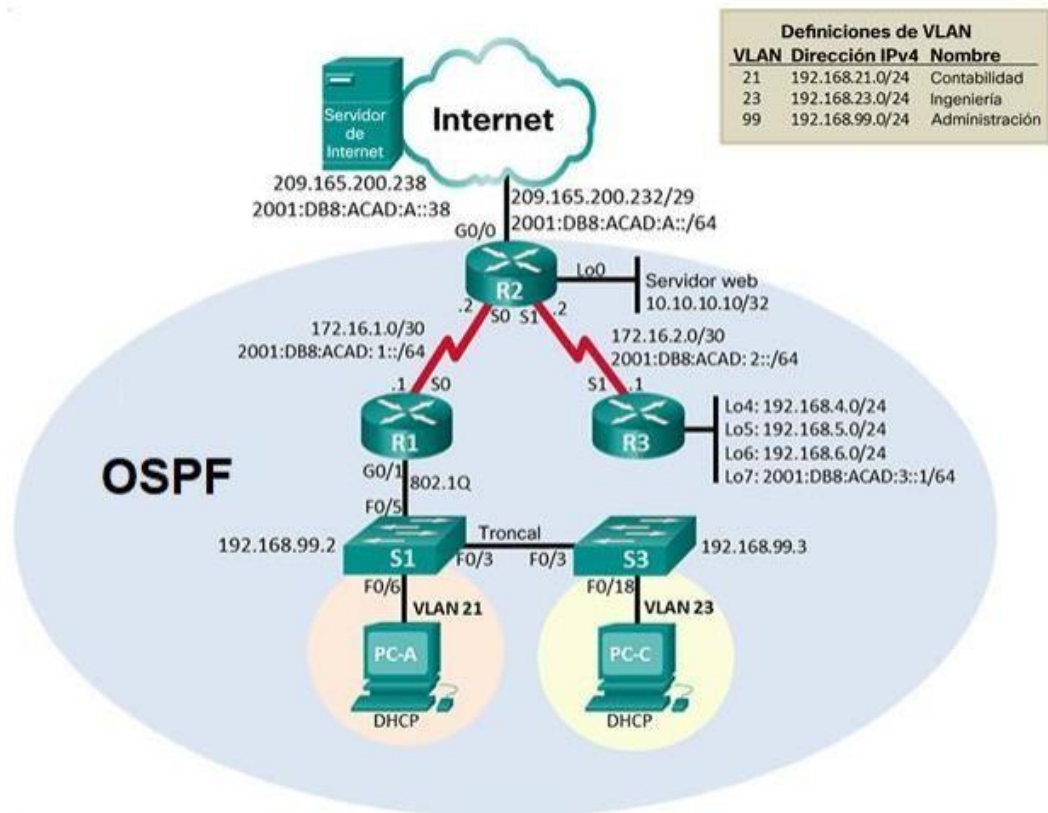 Definiciones de VLAN
VLAN Dirección IPv4 Nombre
21 192.168.21.0/24 Contabilidad
23 192.168.23.0/24 Ingeniería
99 192.168.99.0/24 Administración
Servidor
de
Internet
Internet
209.165.200.238
2001:DB8:ACAD:A::38
209.165.200.232/29
2001:DB8:ACAD:A::/64
G0/0
R2
Lo0
Servidor web
10.10.10.10/32
.2 S0 S1 .2
172.16.1.0/30
2001:DB8:ACAD: 1::/64
172.16.2.0/30
2001:DB8:ACAD: 2::/64
.1 S0
S1 .1
R1
R3
Lo4: 192.168.4.0/24
Lo5: 192.168.5.0/24
Lo6: 192.168.6.0/24
Lo7: 2001:DB8:ACAD:3::1/64
OSPF
G0/1
802.1Q
F0/5
Troncal
192.168.99.2
S1
F0/3
F0/3
S3
192.168.99.3
F0/6
F0/18
VLAN 21
VLAN 23
PC-A
PC-C
DHCP
DHCP